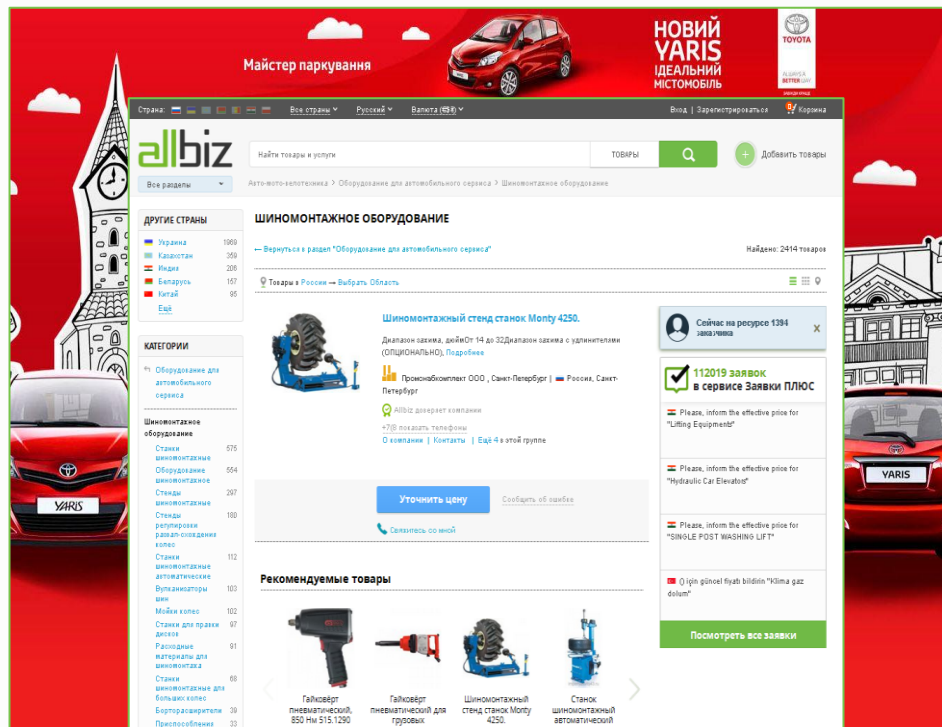 Майстер паркування
НОВИЙ
YARIS
ІДЕАЛЬНИЙ
МІСТОМОБІЛЬ
TOYOTA
ALWAYS A
BETTER WAY
Страна:
Все страны
Русский
Валюта (€$₴)
Вход | Зарегистрироваться
0 Корзина
allbiz
Найти товары и услуги
ТОВАРЫ
Добавить товары
Все разделы
Авто-мото-велотехника > Оборудование для автомобильного сервиса > Шиномонтажное оборудование
ДРУГИЕ СТРАНЫ
Украина 1969
Казахстан 359
Индия 206
Беларусь 157
Китай 95
Ещё
КАТЕГОРИИ
Оборудование для
автомобильного
сервиса
Шиномонтажное
оборудование
Станки 575
шиномонтажные
Оборудование 554
шиномонтажное
Стенды 297
шиномонтажные
Стенды 180
регулировки
развал-схождения
колес
Станки 112
шиномонтажные
автоматические
Вулканизаторы 103
шин
Мойки колес 102
Станки для правки 97
дисков
Расходные 91
материалы для
шиномонтажа
Станки 68
шиномонтажные для
больших колес
Борторасширители 39
Приспособления 33
ШИНОМОНТАЖНОЕ ОБОРУДОВАНИЕ
← Вернуться в раздел "Оборудование для автомобильного сервиса"
Найдено: 2414 товаров
Товары в России → Выбрать Область
Шиномонтажный стенд станок Monty 4250.
Диапазон зажима, дюймОт 14 до 32Диапазон зажима с удлинителями
(ОПЦИОНАЛЬНО), Подробнее
Промснабкомплект ООО , Санкт-Петербург | Россия, Санкт-
Петербург
Allbiz доверяет компании
+7(8 показать телефоны
О компании | Контакты | Ещё 4 в этой группе
Уточнить цену
Сообщить об ошибке
Свяжитесь со мной
Рекомендуемые товары
Гайковёрт
пневматический,
850 Нм 515.1290
Гайковёрт
пневматический для
грузовых
Шиномонтажный
стенд станок Monty
4250.
Станок
шиномонтажный
автоматический
Сейчас на ресурсе 1394
заказчика
x
112019 заявок
в сервисе Заявки ПЛЮС
Please, inform the effective price for
"Lifting Equipments"
Please, inform the effective price for
"Hydraulic Car Elevators"
Please, inform the effective price for
"SINGLE POST WASHING LIFT"
() için güncel fiyatı bildirin "Klima gaz
dolum"
Посмотреть все заявки
YARIS
YARIS